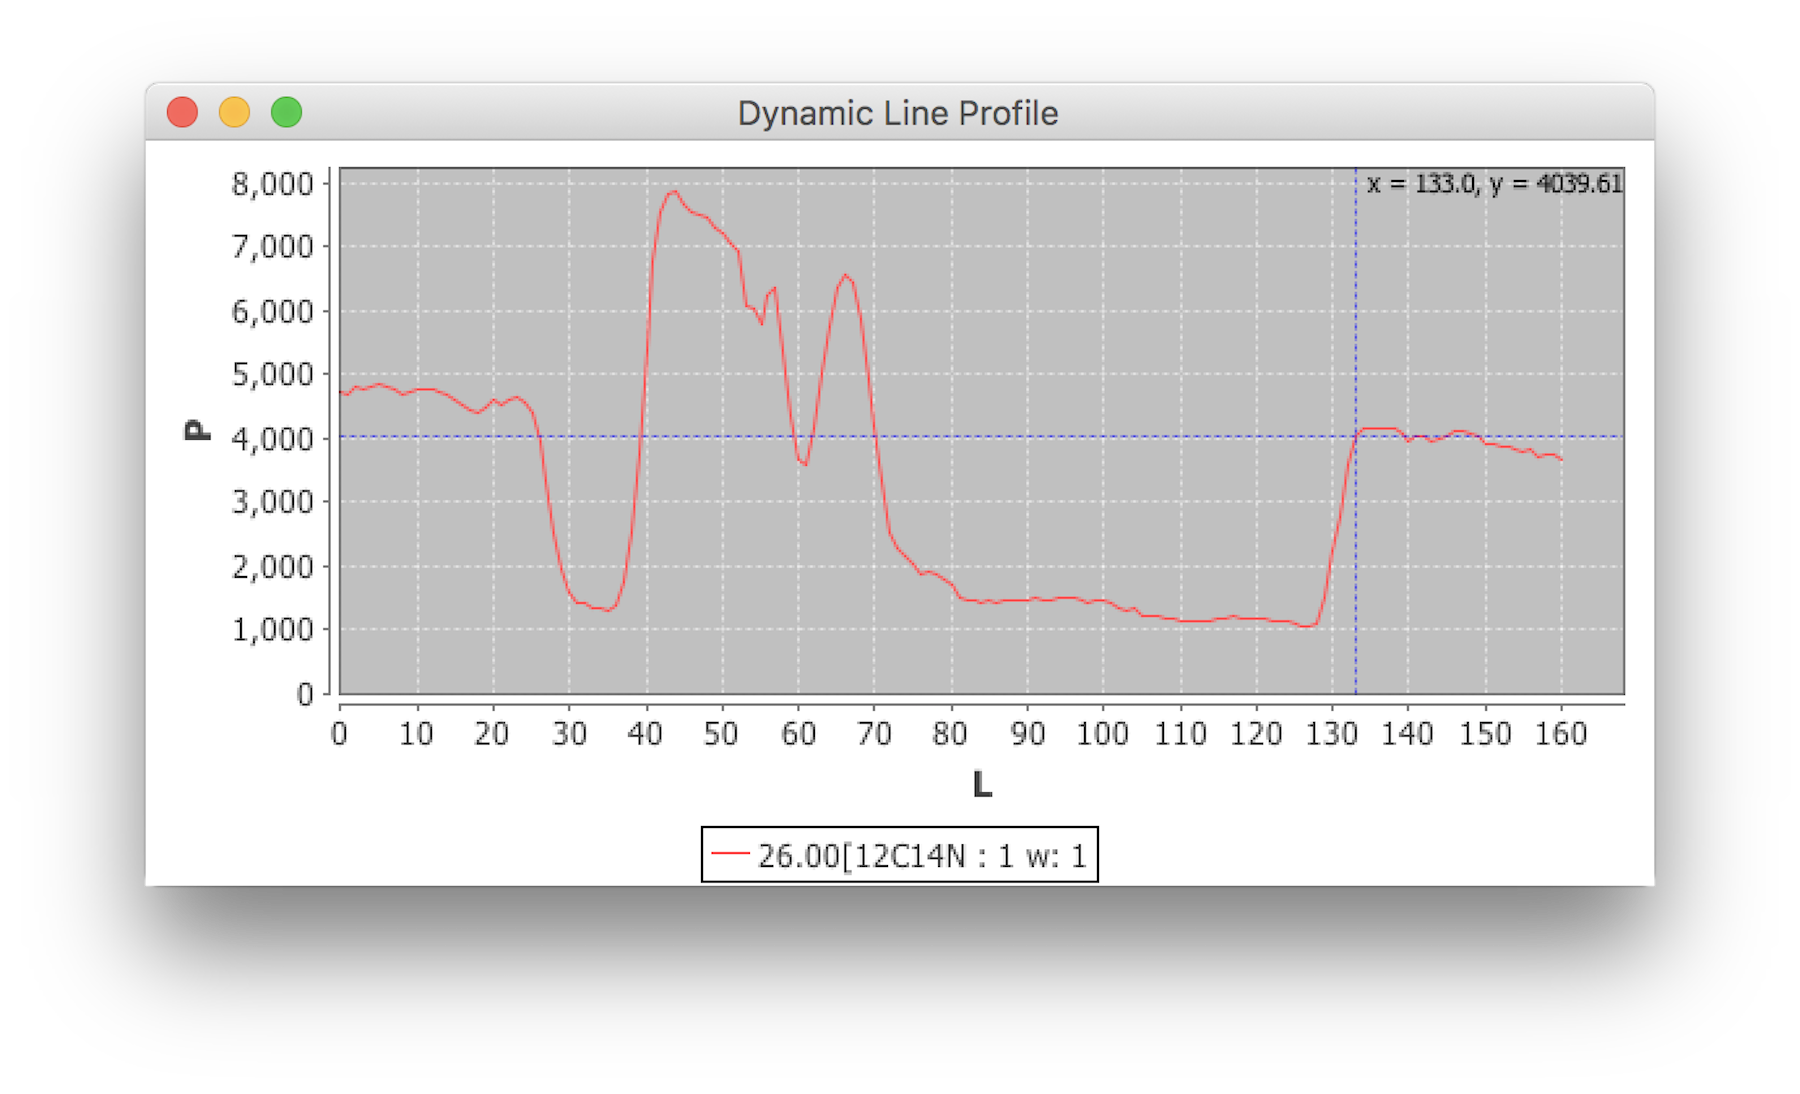 Dynamic Line Profile
x = 133.0, y = 4039.61
8,000
7,000
6,000
5,000
4,000
3,000
2,000
1,000
0
P
0 10 20 30 40 50 60 70 80 90 100 110 120 130 140 150 160
L
26.00[12C14N : 1 w: 1